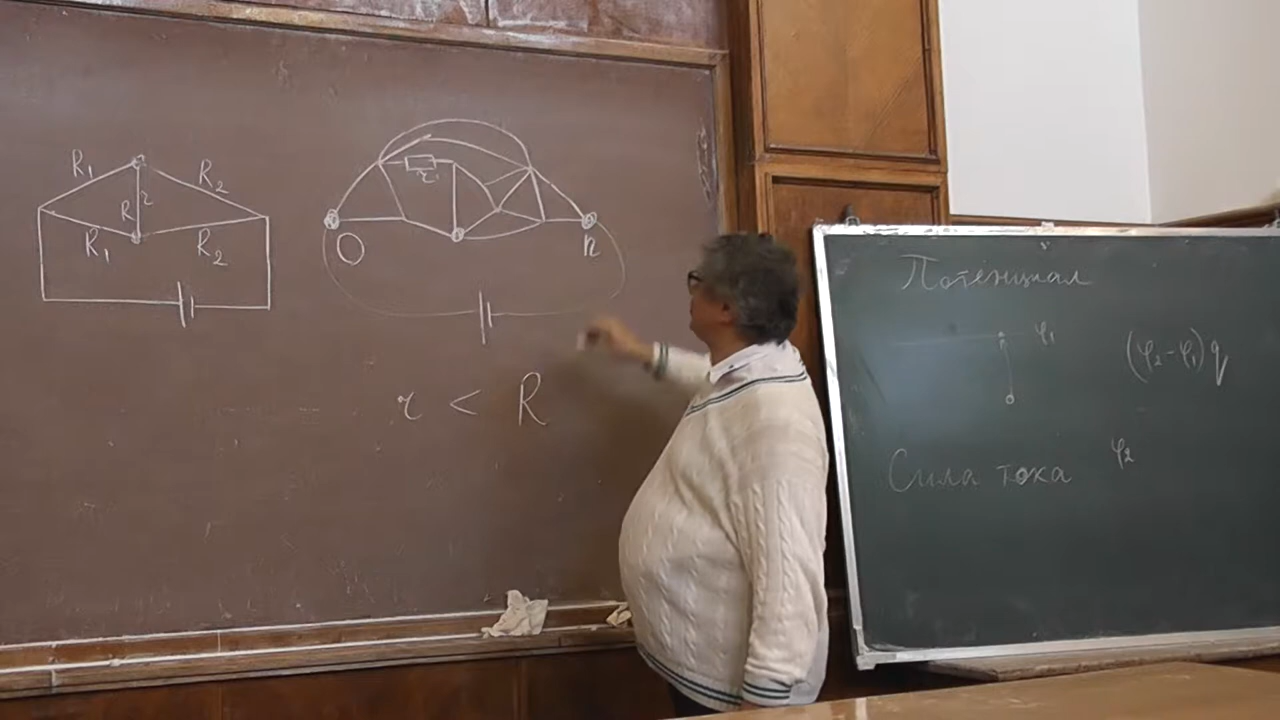 R₁ R₂
R r
R₁ R₂
r
O n
r < R
Потенциал
φ₁
(φ₂-φ₁)q
φ₂
Сила тока